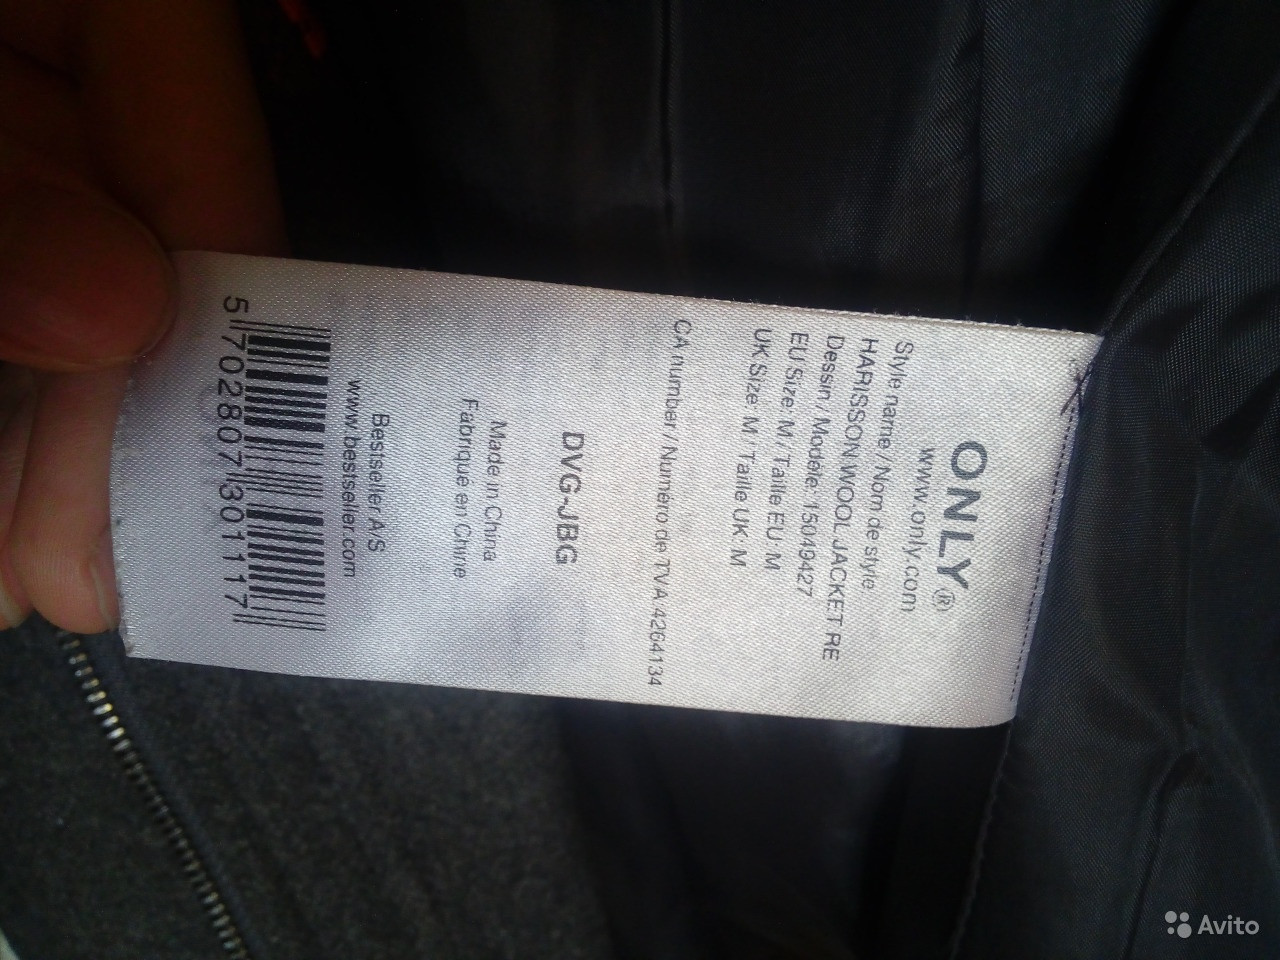 ONLY®
www.only.com
Style name / Nom de style
HARISSON WOOL JACKET RE
Dessin / Modele: 15049427
EU Size: M / Taille EU M
UK Size: M / Taille UK: M
CA number / Numéro de TVA 4264134
DVG-JBG
Made in China
Fabrique en Chine
Bestseller A/S
www.bestseller.com
5 702807 301117
Avito